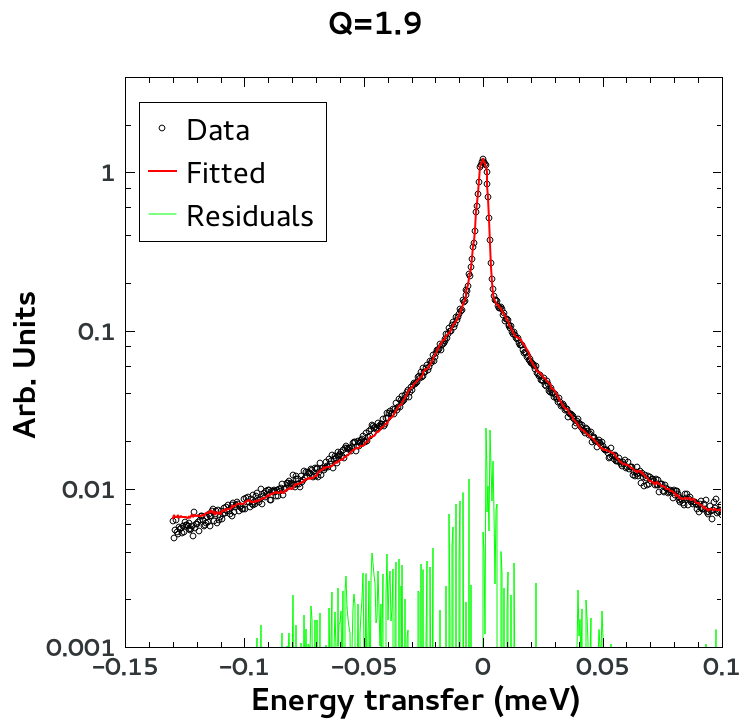 Q=1.9
Data
Fitted
Residuals
1
0.1
0.01
0.001
Arb. Units
−0.15 −0.1 −0.05 0 0.05 0.1
Energy transfer (meV)